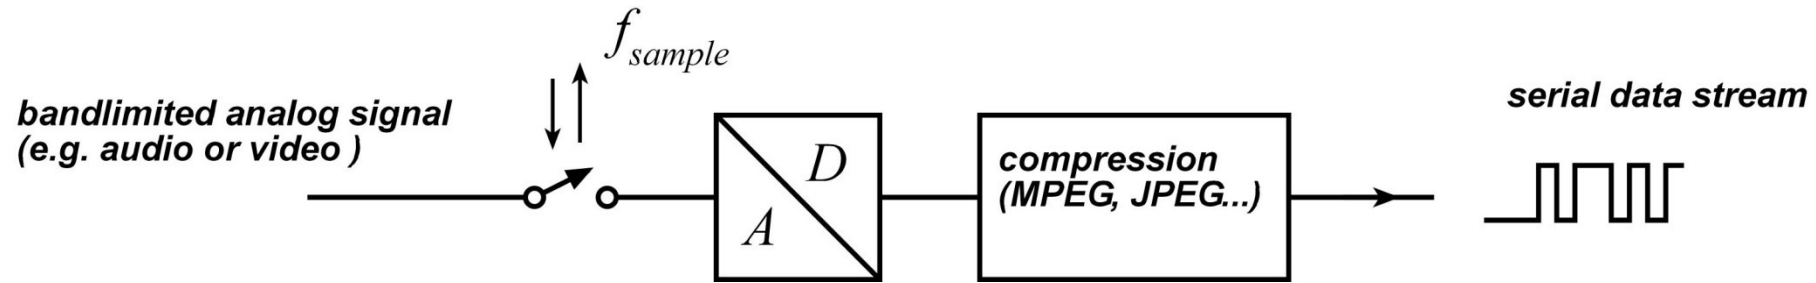 f_sample
bandlimited analog signal
(e.g. audio or video )
serial data stream
D
A
compression
(MPEG, JPEG...)